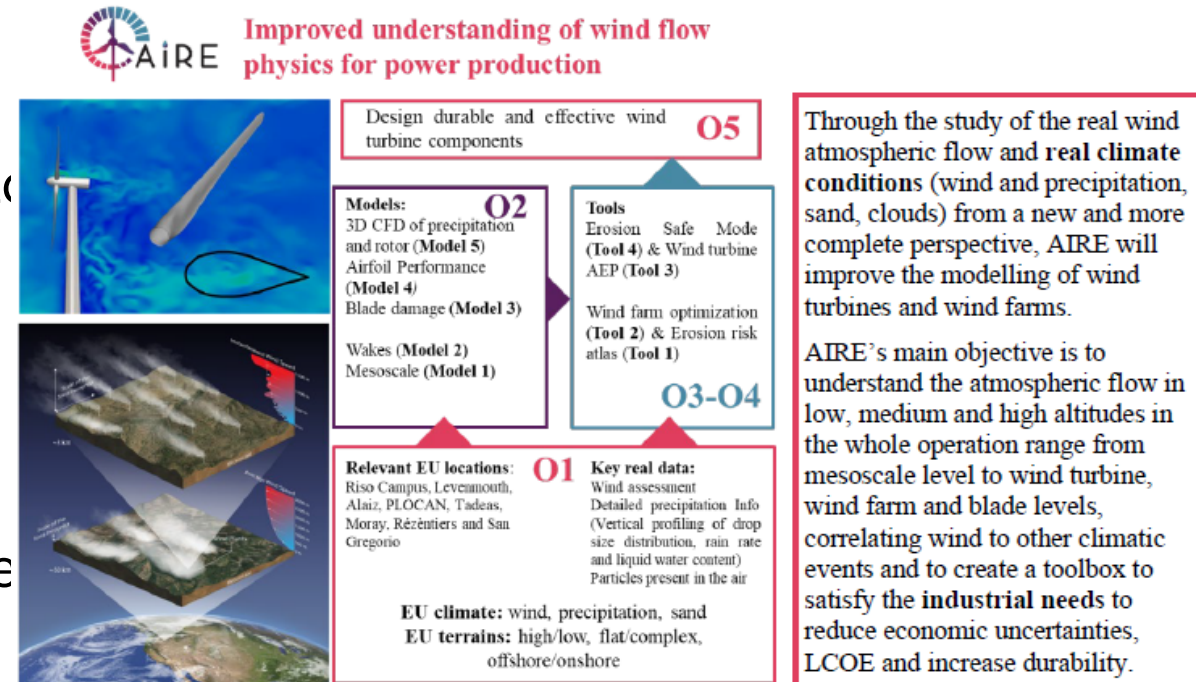 AiRE
Improved understanding of wind flow
physics for power production
Design durable and effective wind
turbine components
O5
Models:
O2
3D CFD of precipitation
and rotor (Model 5)
Airfoil Performance
(Model 4)
Blade damage (Model 3)
Wakes (Model 2)
Mesoscale (Model 1)
Tools
Erosion Safe Mode
(Tool 4) & Wind turbine
AEP (Tool 3)
Wind farm optimization
(Tool 2) & Erosion risk
atlas (Tool 1)
O3-O4
Relevant EU locations:
Riso Campus, Levenmouth,
Alaiz, PLOCAN, Tadeas,
Moray, Rézèntiers and San
Gregorio
O1
Key real data:
Wind assessment
Detailed precipitation Info
(Vertical profiling of drop
size distribution, rain rate
and liquid water content)
Particles present in the air
EU climate: wind, precipitation, sand
EU terrains: high/low, flat/complex,
offshore/onshore
Through the study of the real wind
atmospheric flow and real climate
conditions (wind and precipitation,
sand, clouds) from a new and more
complete perspective, AIRE will
improve the modelling of wind
turbines and wind farms.
AIRE's main objective is to
understand the atmospheric flow in
low, medium and high altitudes in
the whole operation range from
mesoscale level to wind turbine,
wind farm and blade levels,
correlating wind to other climatic
events and to create a toolbox to
satisfy the industrial needs to
reduce economic uncertainties,
LCOE and increase durability.